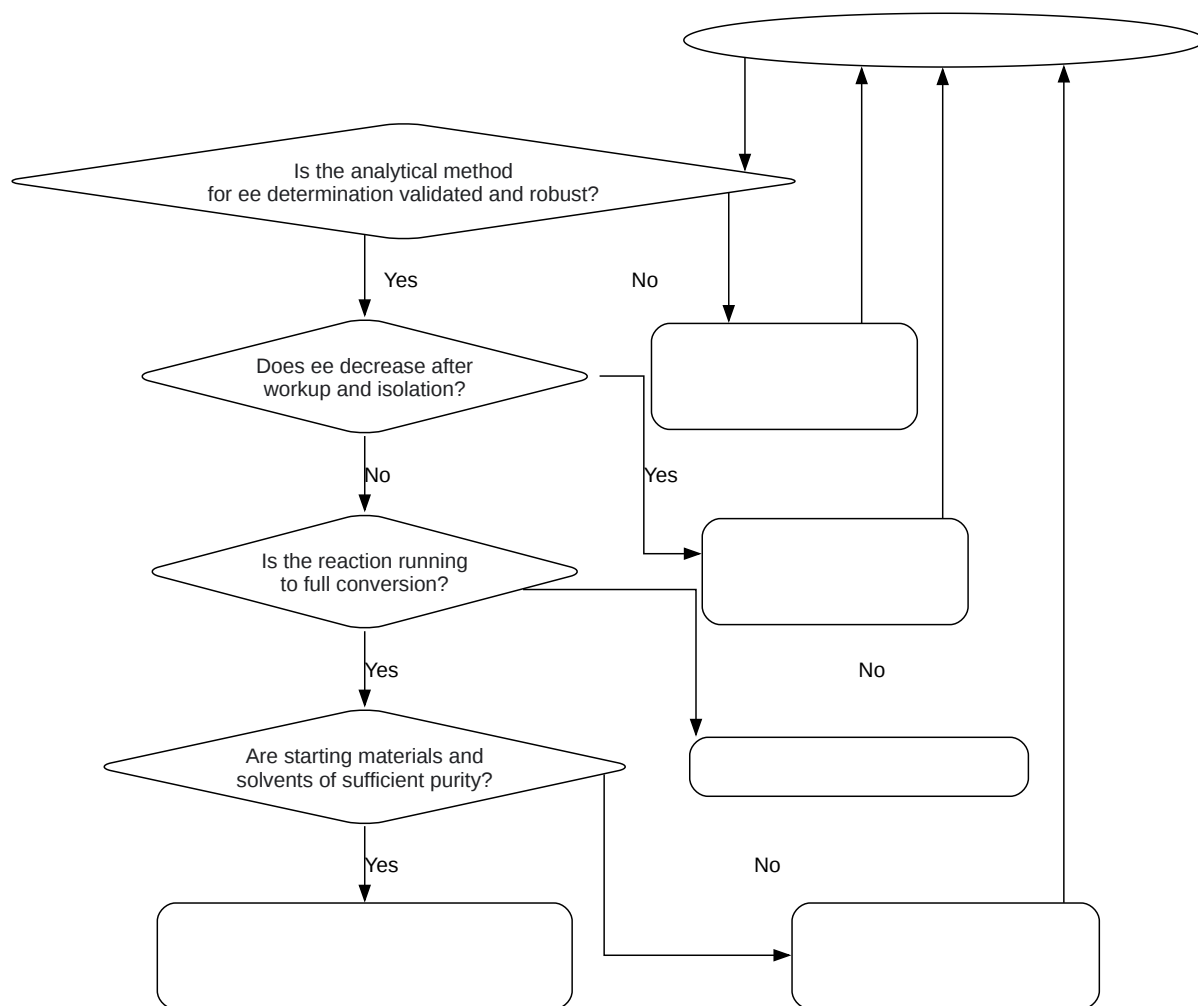 Is the analytical method
for ee determination validated and robust?
Yes
No
Does ee decrease after
workup and isolation?
No
Yes
Is the reaction running
to full conversion?
Yes
No
Are starting materials and
solvents of sufficient purity?
Yes
No